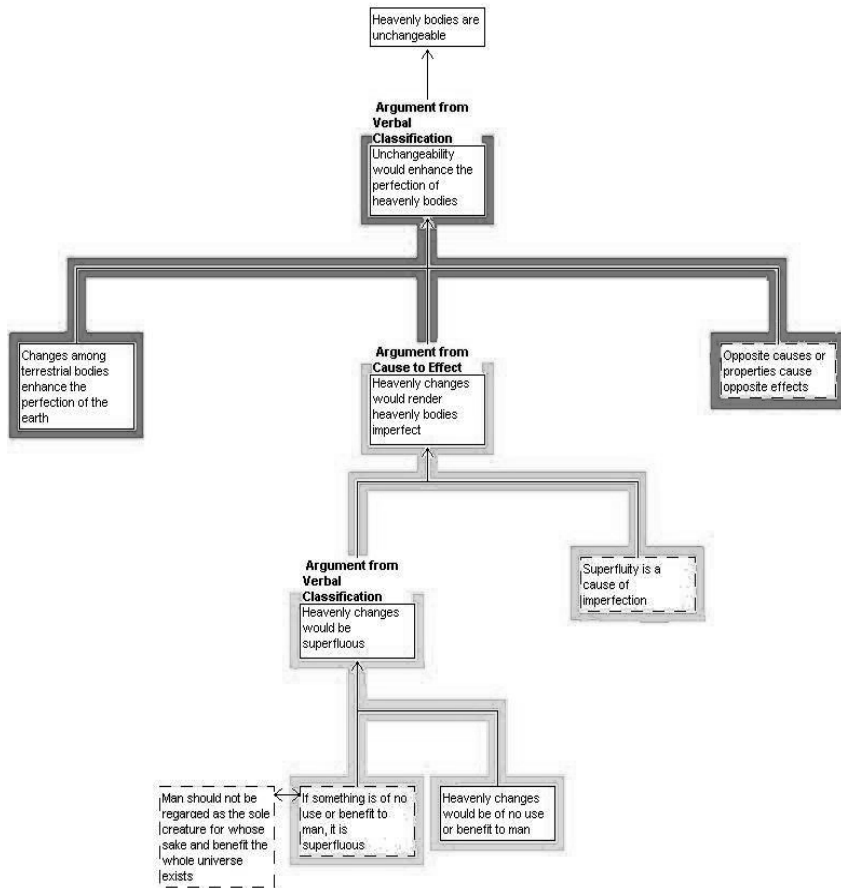 Heavenly bodies are
unchangeable
Argument from
Verbal
Classification
Unchangeability
would enhance the
perfection of
heavenly bodies
Changes among
terrestrial bodies
enhance the
perfection of the
earth
Argument from
Cause to Effect
Heavenly changes
would render
heavenly bodies
imperfect
Opposite causes or
properties cause
opposite effects
Argument from
Verbal
Classification
Heavenly changes
would be
superfluous
Superfluity is a
cause of
imperfection
Man should not be
regarded as the sole
creature for whose
sake and benefit the
whole universe
exists
If something is of no
use or benefit to
man, it is
superfluous
Heavenly changes
would be of no use
or benefit to man